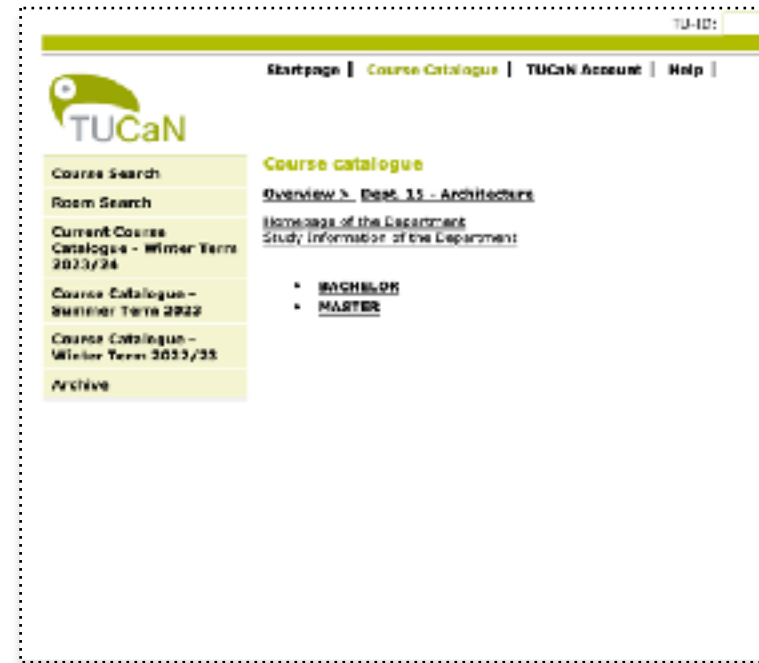 TU-ID:
Startpage | Course Catalogue | TUCaN Account | Help |
TUCaN
Course Search
Room Search
Current Course
Catalogue - Winter Term
2023/24
Course Catalogue -
Summer Term 2023
Course Catalogue -
Winter Term 2022/23
Archive
Course catalogue
Overview > Dept. 15 - Architecture
Homepage of the Department
Study Information of the Department
BACHELOR
MASTER